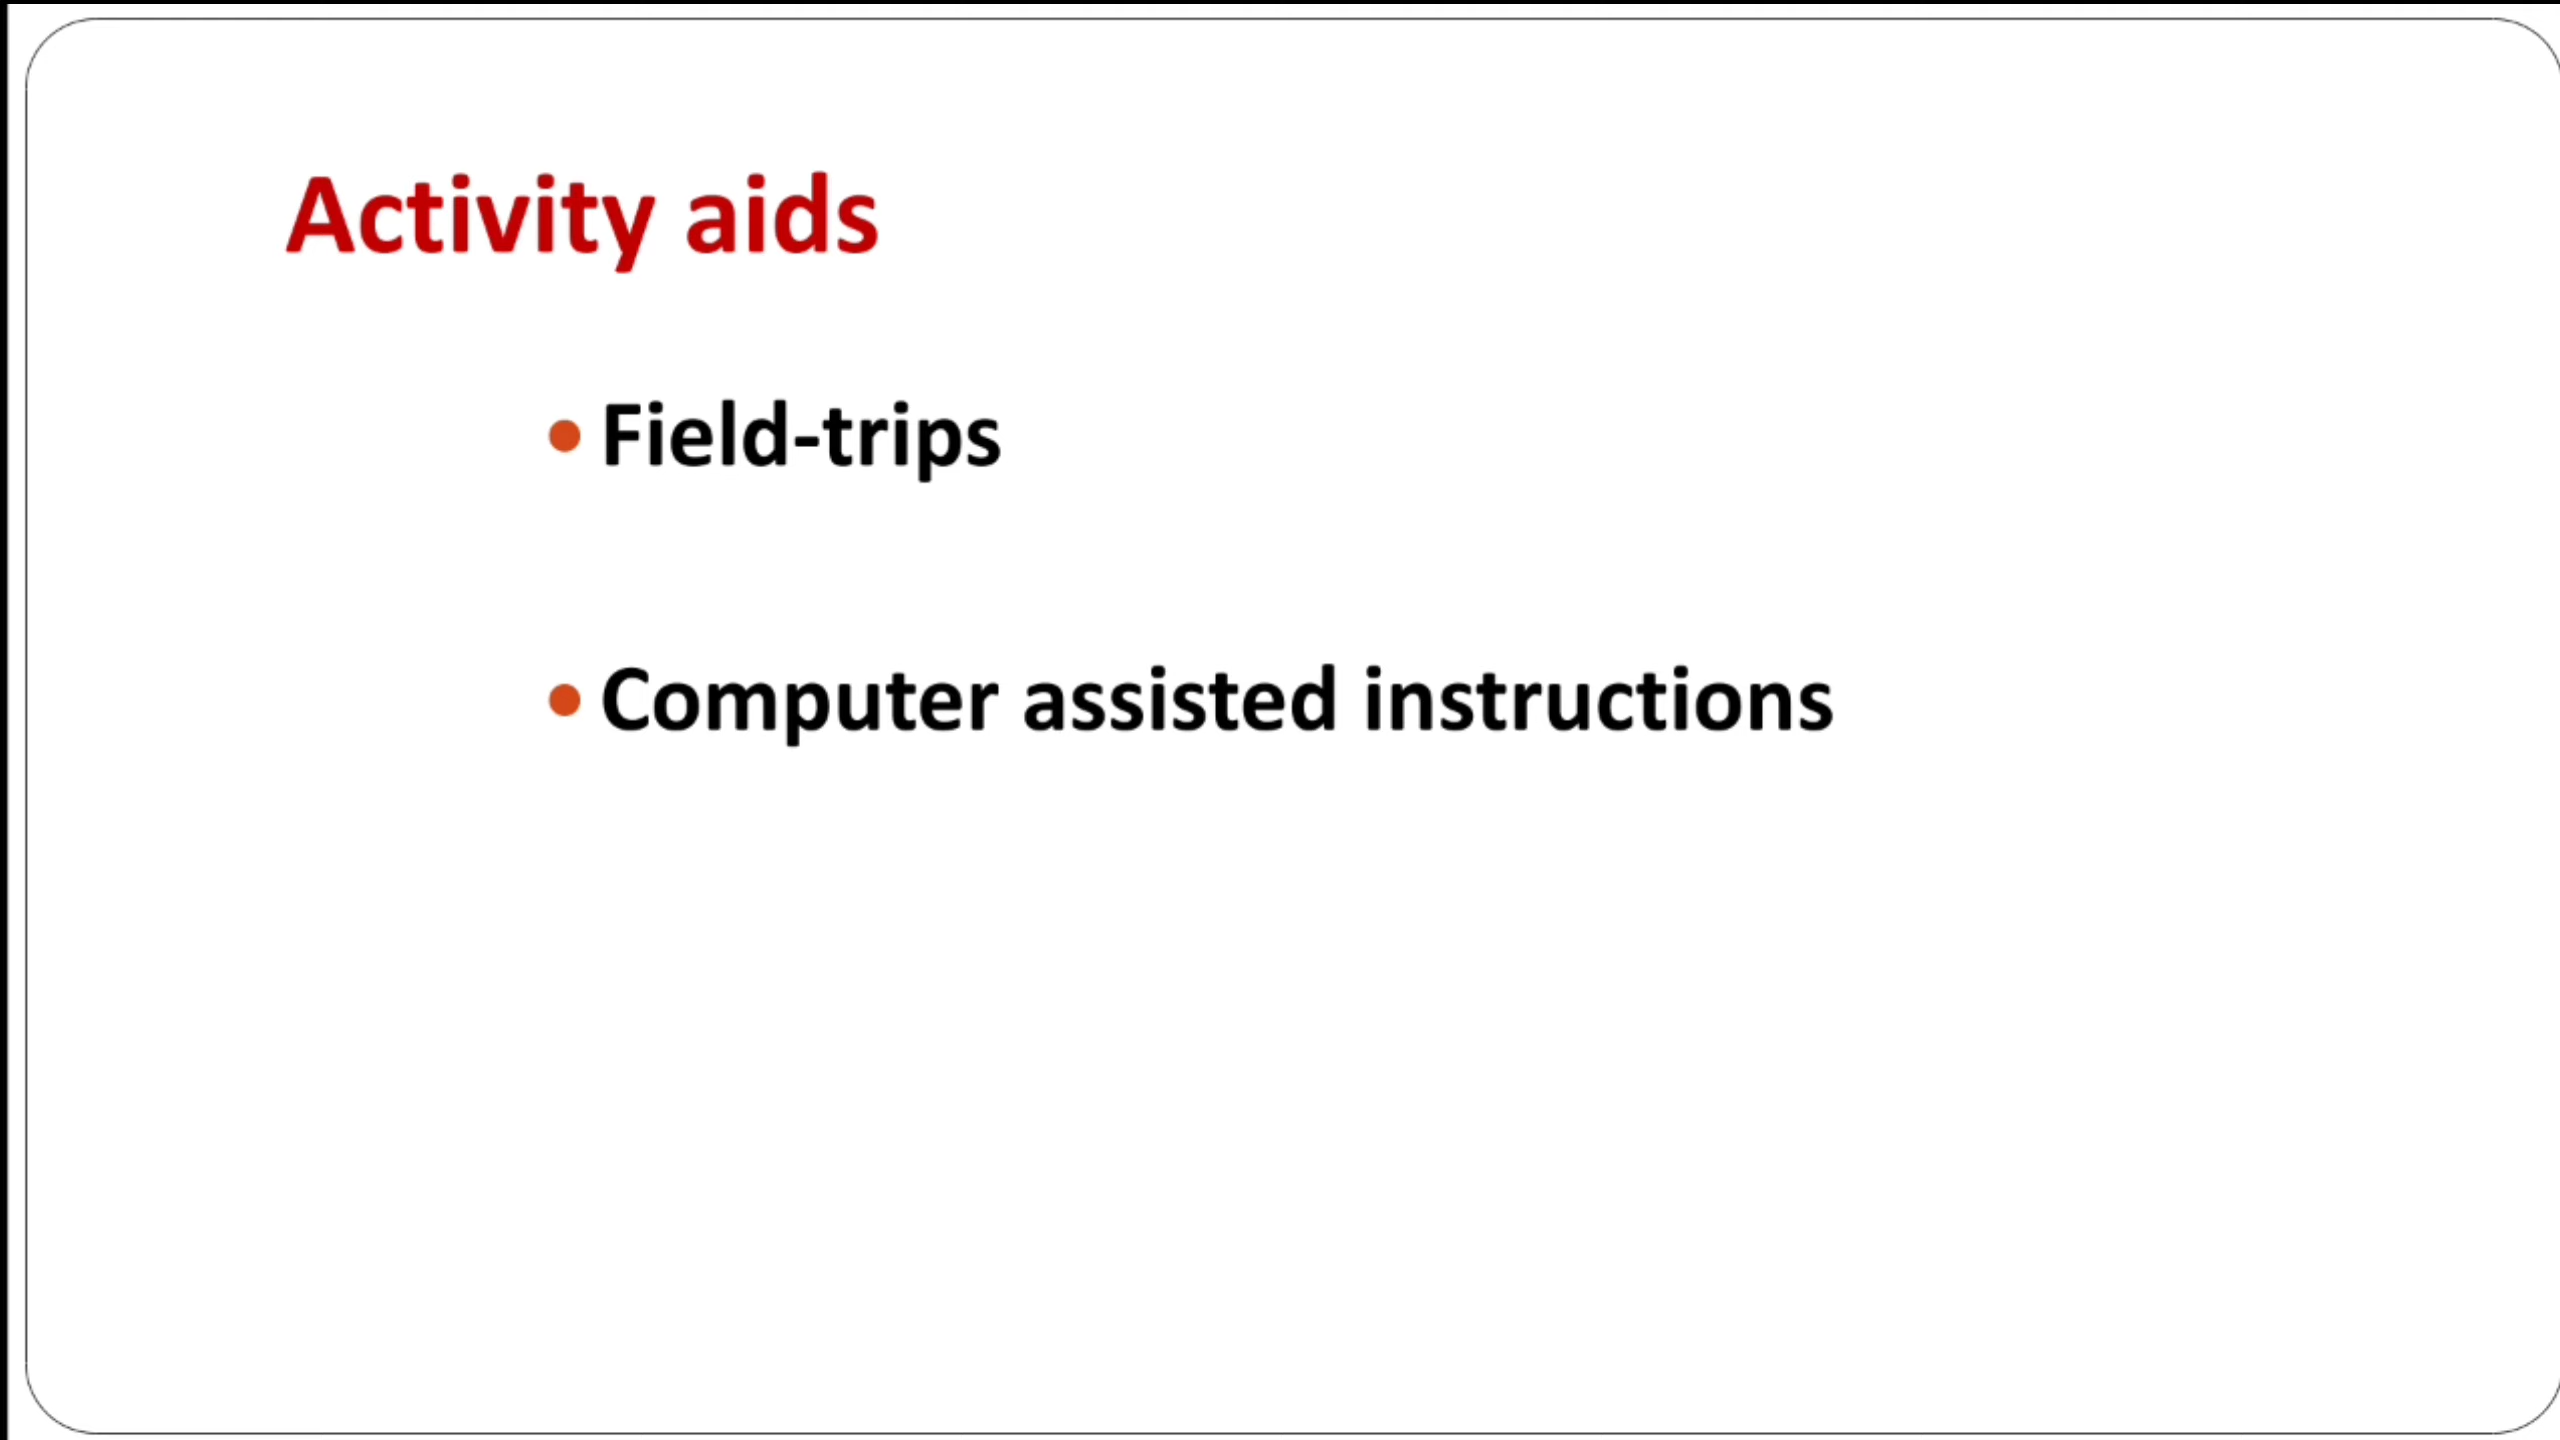 Activity aids
• Field-trips
• Computer assisted instructions